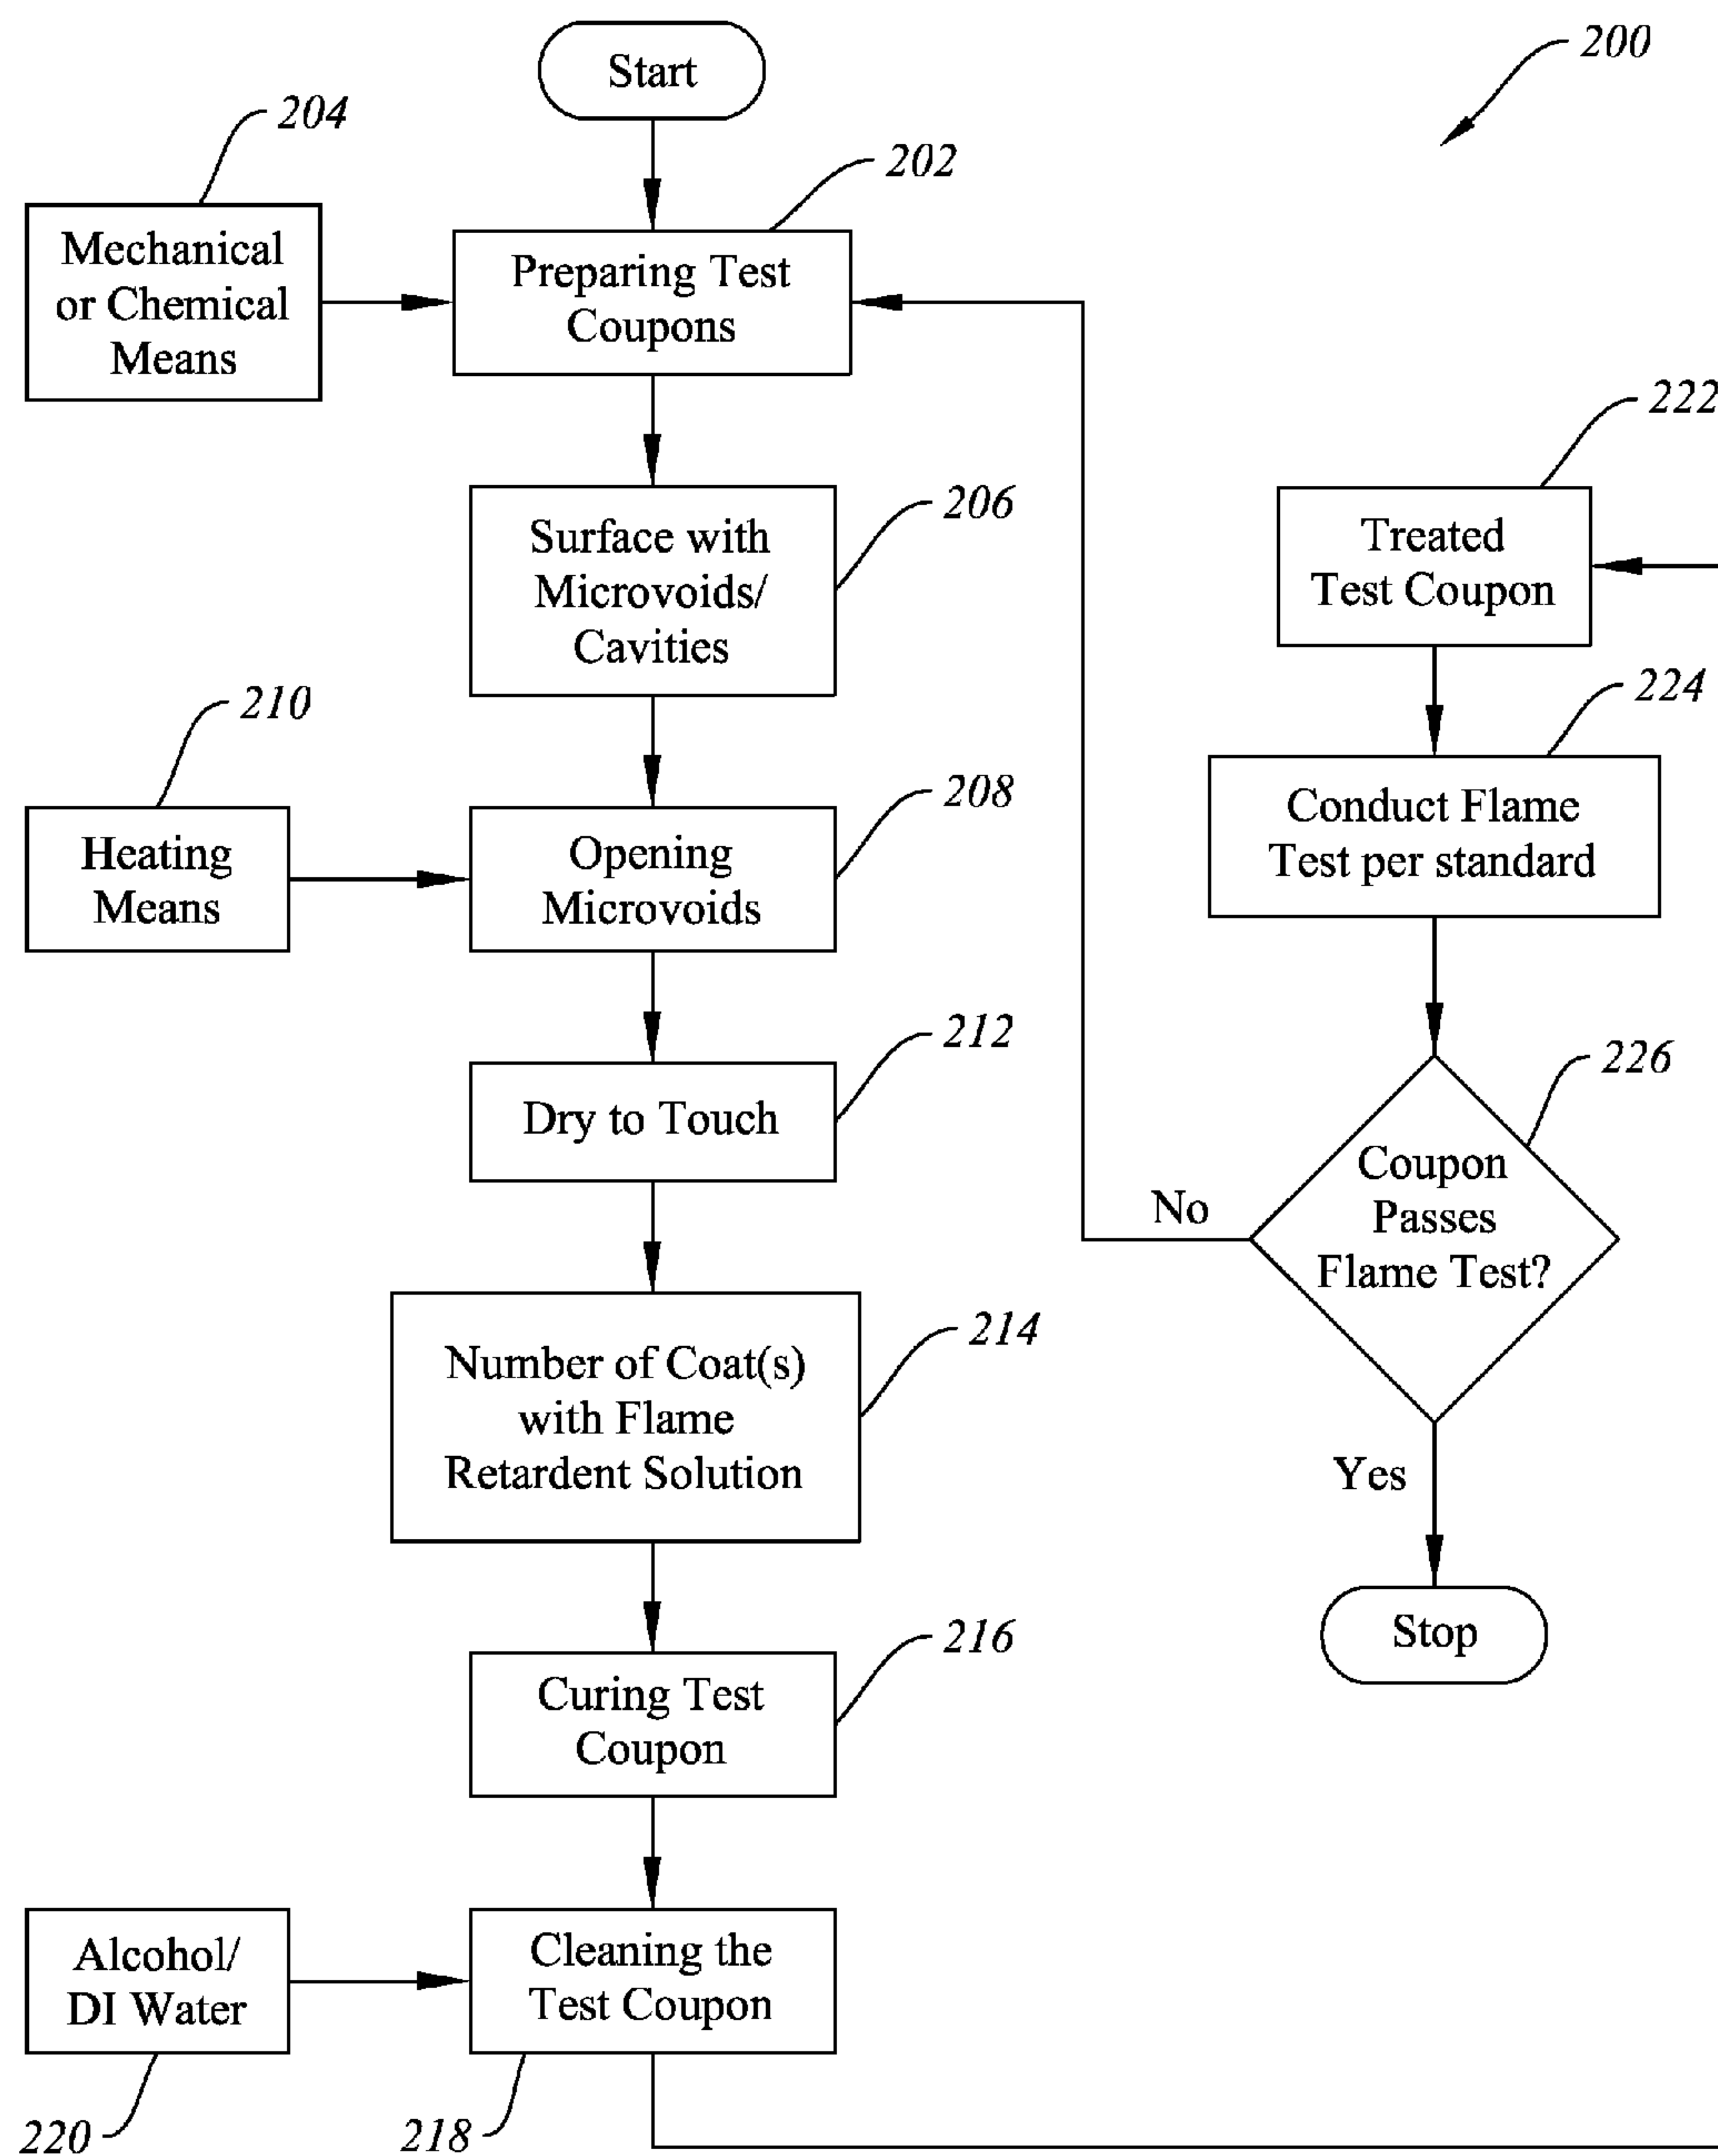 Start
200
204
202
Mechanical
or Chemical
Means
Preparing Test
Coupons
222
206
Surface with
Microvoids/
Cavities
Treated
Test Coupon
224
210
208
Heating
Means
Opening
Microvoids
Conduct Flame
Test per standard
212
226
Dry to Touch
Coupon
Passes
Flame Test?
No
214
Number of Coat(s)
with Flame
Retardent Solution
Yes
216
Stop
Curing Test
Coupon
Alcohol/
DI Water
Cleaning the
Test Coupon
220
218